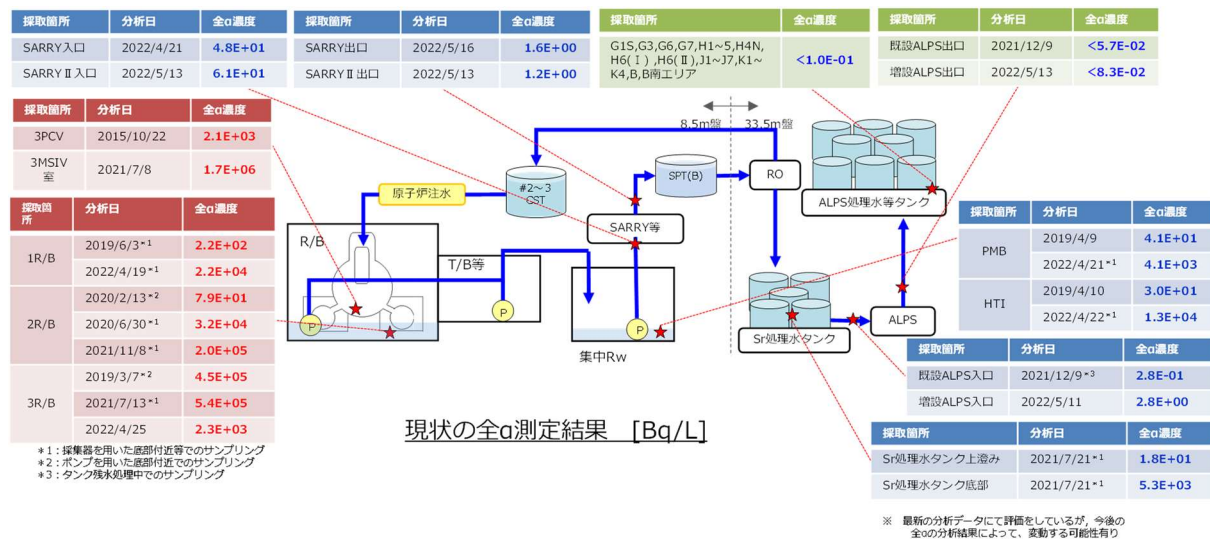 採取箇所 分析日 全α濃度
SARRY入口 2022/4/21 4.8E+01
SARRYⅡ入口 2022/5/13 6.1E+01
採取箇所 分析日 全α濃度
SARRY出口 2022/5/16 1.6E+00
SARRYⅡ出口 2022/5/13 1.2E+00
採取箇所 全α濃度
G1S,G3,G6,G7,H1~5,H4N,
H6(Ⅰ),H6(Ⅱ),J1~J7,K1~
K4,B,B南エリア
<1.0E-01
採取箇所 分析日 全α濃度
既設ALPS出口 2021/12/9 <5.7E-02
増設ALPS出口 2022/5/13 <8.3E-02
採取箇所 分析日 全α濃度
3PCV 2015/10/22 2.1E+03
3MSIV
室
2021/7/8 1.7E+06
採取箇
所
分析日 全α濃度
1R/B
2019/6/3*1 2.2E+02
2022/4/19*1 2.2E+04
2R/B
2020/2/13*2 7.9E+01
2020/6/30*1 3.2E+04
2021/11/8*1 2.0E+05
3R/B
2019/3/7*2 4.5E+05
2021/7/13*1 5.4E+05
2022/4/25 2.3E+03
*1:採集器を用いた底部付近等でのサンプリング
*2:ポンプを用いた底部付近でのサンプリング
*3:タンク残水処理中でのサンプリング
8.5m盤 33.5m盤
原子炉注水
#2~3
CST
SPT(B)
RO
SARRY等
ALPS処理水等タンク
R/B
T/B等
P
P
P
集中Rw
Sr処理水タンク
ALPS
採取箇所 分析日 全α濃度
PMB
2019/4/9 4.1E+01
2022/4/21*1 4.1E+03
HTI
2019/4/10 3.0E+01
2022/4/22*1 1.3E+04
採取箇所 分析日 全α濃度
既設ALPS入口 2021/12/9*3 2.8E-01
増設ALPS入口 2022/5/11 2.8E+00
採取箇所 分析日 全α濃度
Sr処理水タンク上澄み 2021/7/21*1 1.8E+01
Sr処理水タンク底部 2021/7/21*1 5.3E+03
現状の全α測定結果 [Bq/L]
※ 最新の分析データにて評価をしているが,今後の
全αの分析結果によって、変動する可能性有り